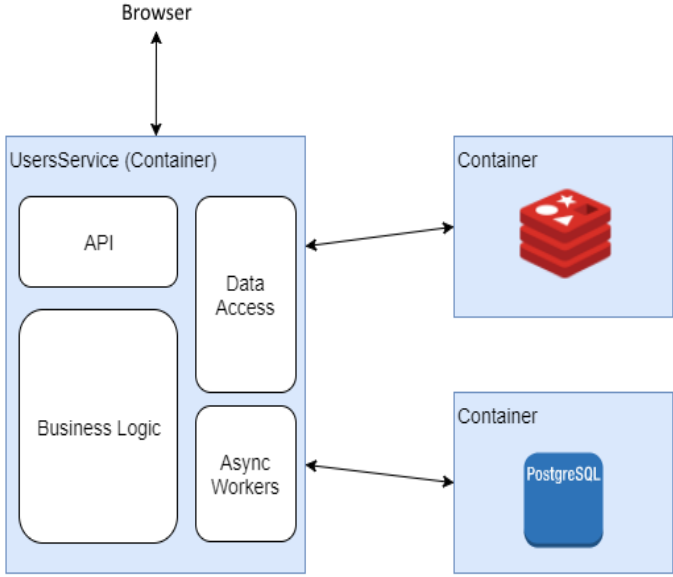 Browser
UsersService (Container)
API
Data
Access
Business Logic
Async
Workers
Container
Container
PostgreSQL